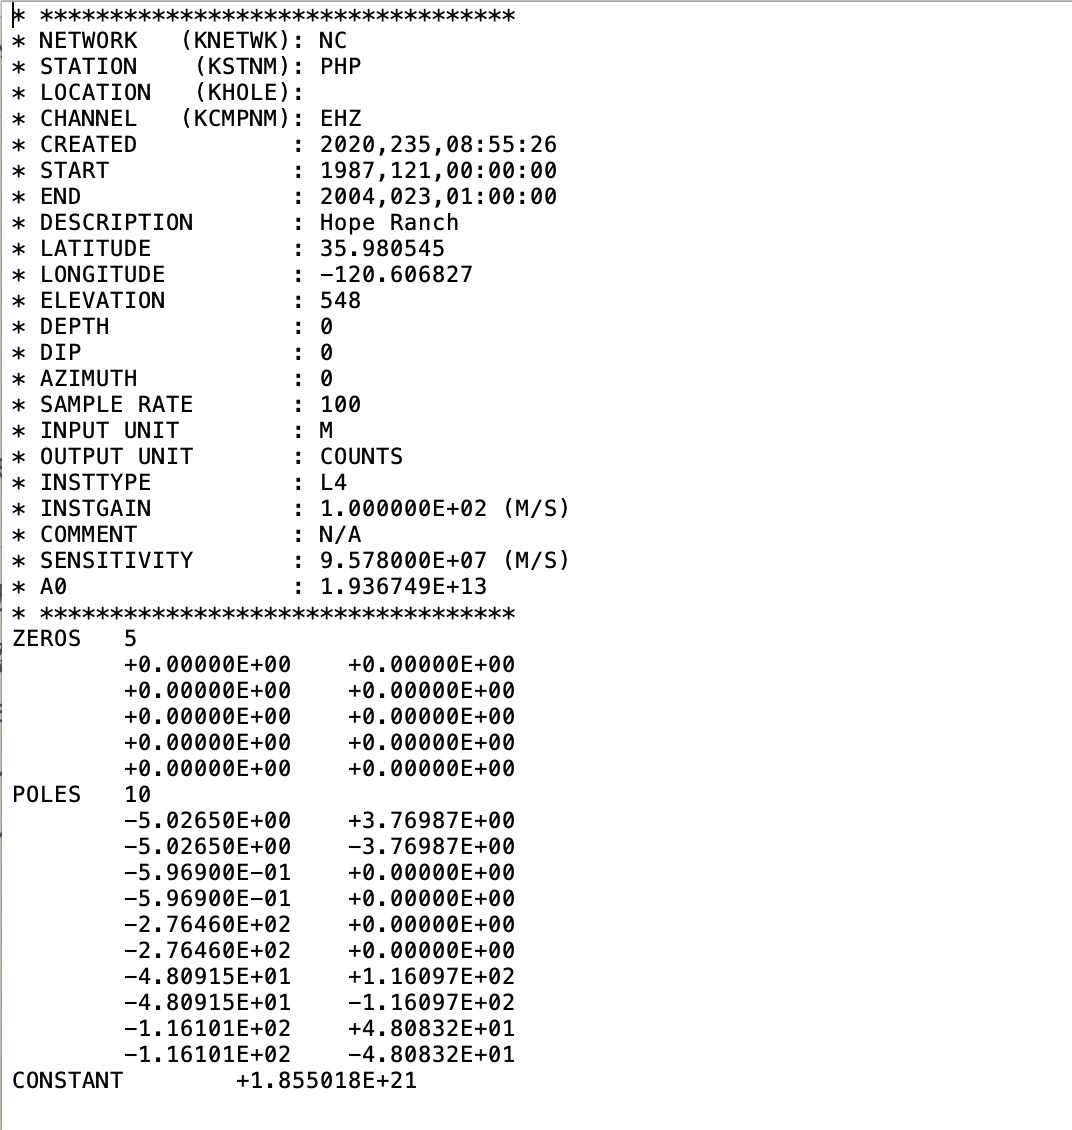 * **********************************
* NETWORK   (KNETWK): NC
* STATION    (KSTNM): PHP
* LOCATION   (KHOLE):
* CHANNEL   (KCMPNM): EHZ
* CREATED           : 2020,235,08:55:26
* START             : 1987,121,00:00:00
* END               : 2004,023,01:00:00
* DESCRIPTION       : Hope Ranch
* LATITUDE          : 35.980545
* LONGITUDE         : -120.606827
* ELEVATION         : 548
* DEPTH             : 0
* DIP               : 0
* AZIMUTH           : 0
* SAMPLE RATE       : 100
* INPUT UNIT        : M
* OUTPUT UNIT       : COUNTS
* INSTTYPE          : L4
* INSTGAIN          : 1.000000E+02 (M/S)
* COMMENT           : N/A
* SENSITIVITY       : 9.578000E+07 (M/S)
* A0                : 1.936749E+13
* **********************************
ZEROS   5
        +0.00000E+00    +0.00000E+00
        +0.00000E+00    +0.00000E+00
        +0.00000E+00    +0.00000E+00
        +0.00000E+00    +0.00000E+00
        +0.00000E+00    +0.00000E+00
POLES   10
        -5.02650E+00    +3.76987E+00
        -5.02650E+00    -3.76987E+00
        -5.96900E-01    +0.00000E+00
        -5.96900E-01    +0.00000E+00
        -2.76460E+02    +0.00000E+00
        -2.76460E+02    +0.00000E+00
        -4.80915E+01    +1.16097E+02
        -4.80915E+01    -1.16097E+02
        -1.16101E+02    +4.80832E+01
        -1.16101E+02    -4.80832E+01
CONSTANT        +1.855018E+21